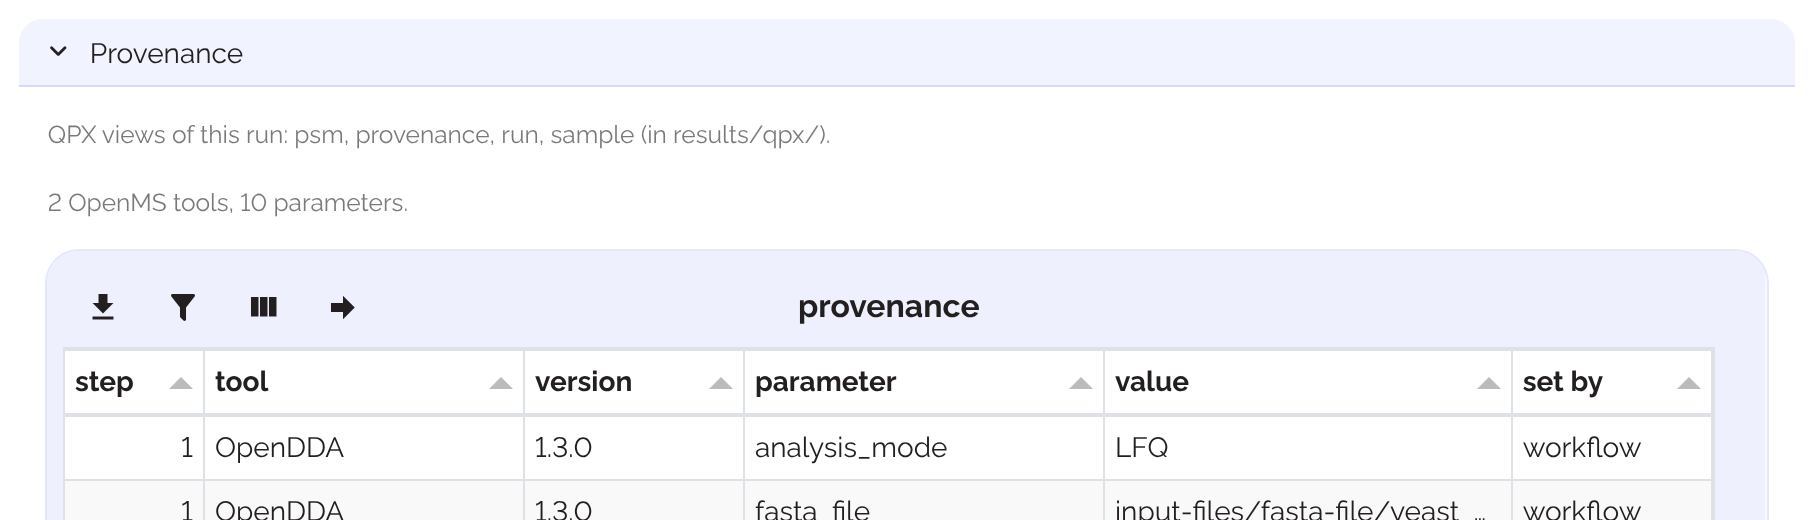 Provenance
QPX views of this run: psm, provenance, run, sample (in results/qpx/).
2 OpenMS tools, 10 parameters.
provenance
step tool version parameter value set by
1 OpenDDA 1.3.0 analysis_mode LFQ workflow
1 OpenDDA 1.3.0 fasta_file input-files/fasta-file/yeast_... workflow